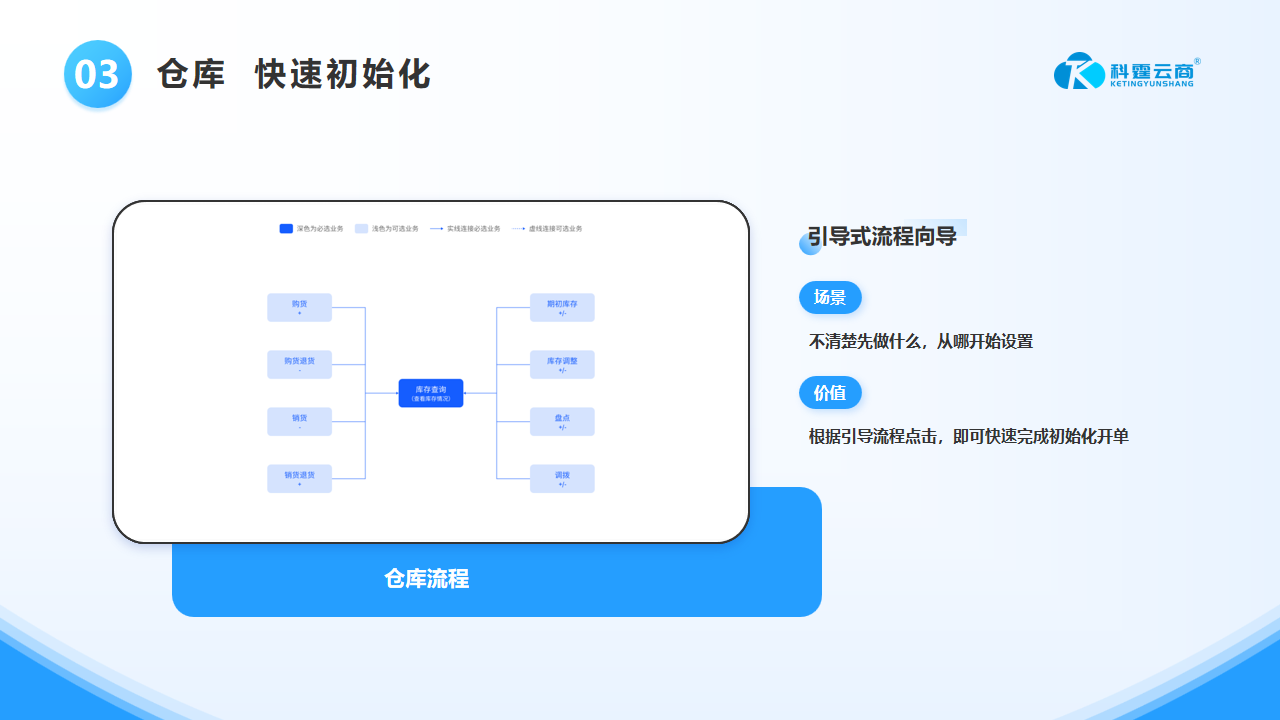 03
仓库 快速初始化
科霆云商®
KETINGYUNSHANG
深色为必选业务
浅色为可选业务
实线连接必选业务
虚线连接可选业务
购货
+
购货退货
-
销货
-
销货退货
+
库存查询
(查看库存情况)
期初库存
+/-
库存调整
+/-
盘点
+/-
调拨
+/-
仓库流程
引导式流程向导
场景
不清楚先做什么，从哪开始设置
价值
根据引导流程点击，即可快速完成初始化开单